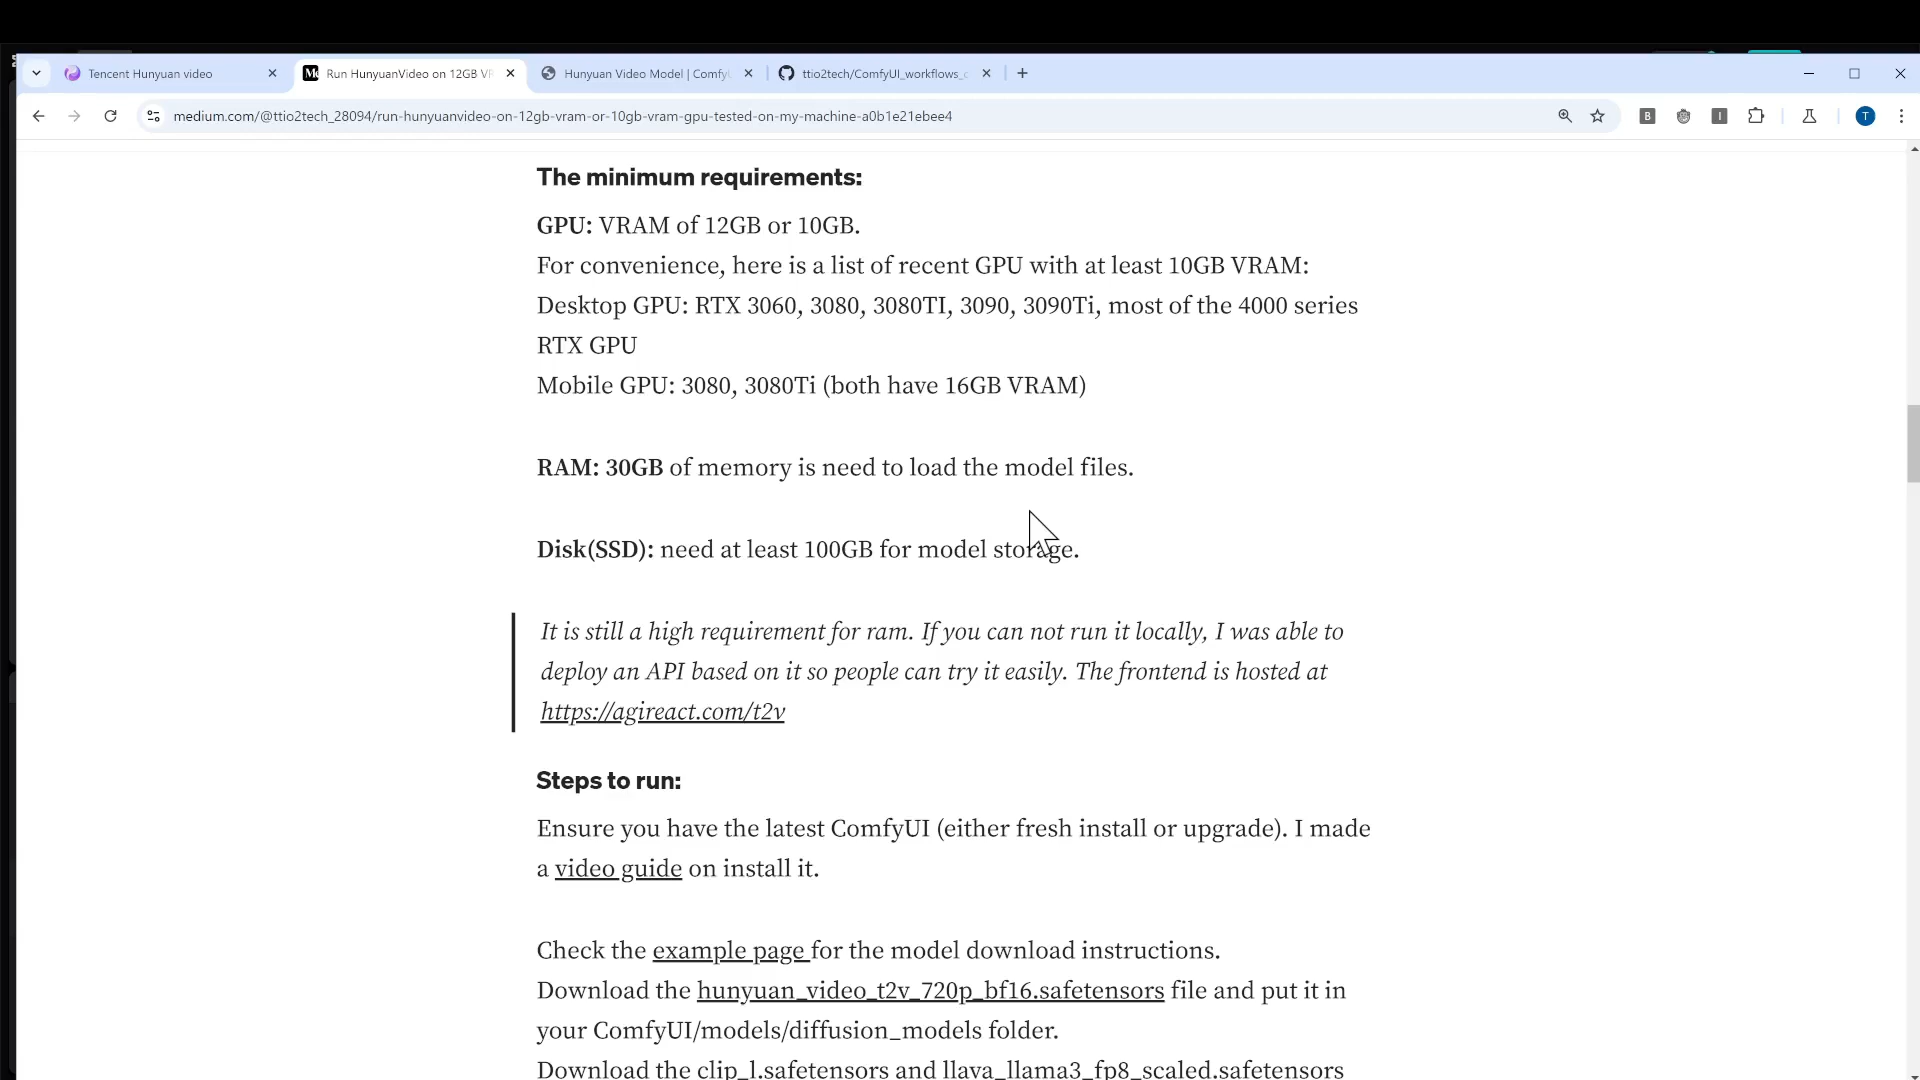 Tencent Hunyuan video
Run HunyuanVideo on 12GB VR
Hunyuan Video Model | ComfyU
ttio2tech/ComfyUI_workflows_c
medium.com/@ttio2tech_28094/run-hunyuanvideo-on-12gb-vram-or-10gb-vram-gpu-tested-on-my-machine-a0b1e21ebee4
The minimum requirements:
GPU: VRAM of 12GB or 10GB.
For convenience, here is a list of recent GPU with at least 10GB VRAM:
Desktop GPU: RTX 3060, 3080, 3080TI, 3090, 3090Ti, most of the 4000 series
RTX GPU
Mobile GPU: 3080, 3080Ti (both have 16GB VRAM)
RAM: 30GB of memory is need to load the model files.
Disk(SSD): need at least 100GB for model storage.
It is still a high requirement for ram. If you can not run it locally, I was able to
deploy an API based on it so people can try it easily. The frontend is hosted at
https://agireact.com/t2v
Steps to run:
Ensure you have the latest ComfyUI (either fresh install or upgrade). I made
a video guide on install it.
Check the example page for the model download instructions.
Download the hunyuan_video_t2v_720p_bf16.safetensors file and put it in
your ComfyUI/models/diffusion_models folder.
Download the clip_l.safetensors and llava_llama3_fp8_scaled.safetensors